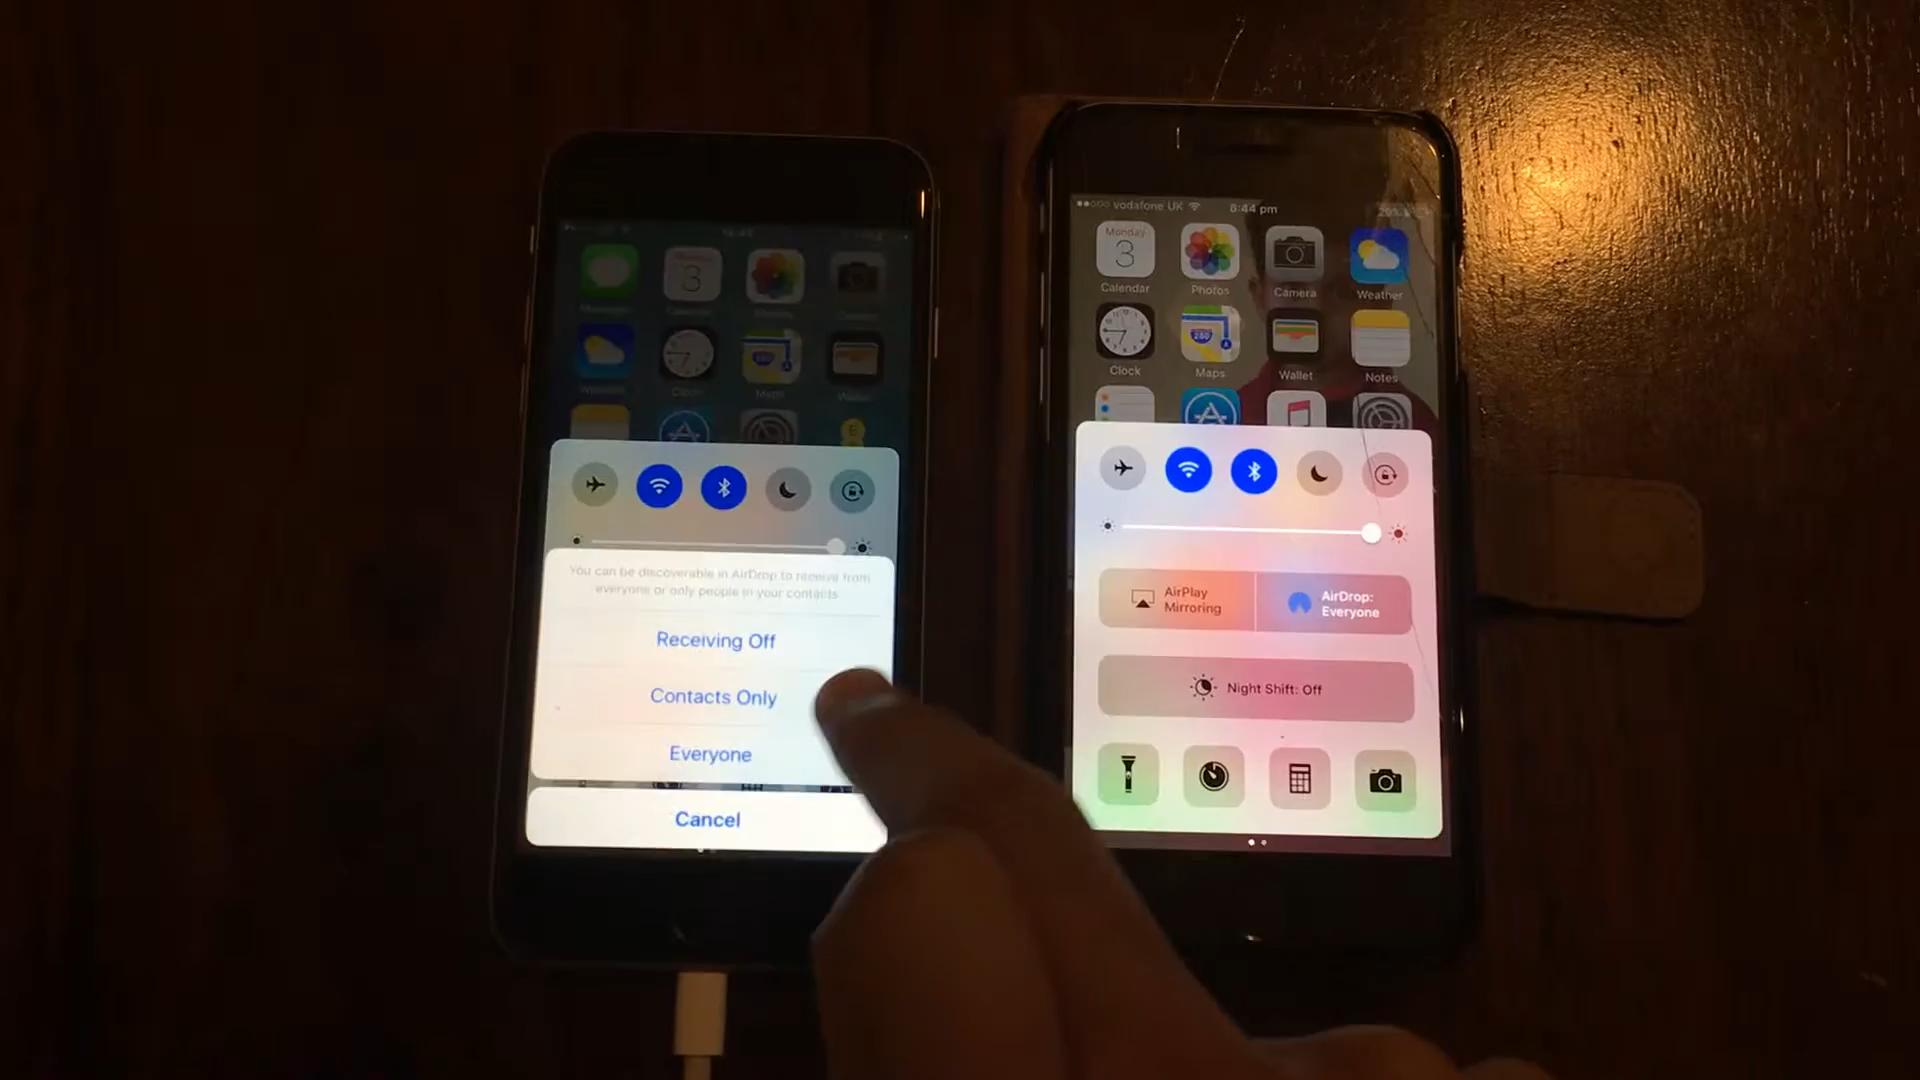 You can be discoverable in AirDrop to receive from
everyone or only people in your contacts.
Receiving Off
Contacts Only
Everyone
Cancel
vodafone UK
8:44 pm
Monday
3
Calendar
Photos
Camera
Weather
280
Clock
Maps
Wallet
Notes
AirPlay
Mirroring
AirDrop:
Everyone
Night Shift: Off
3